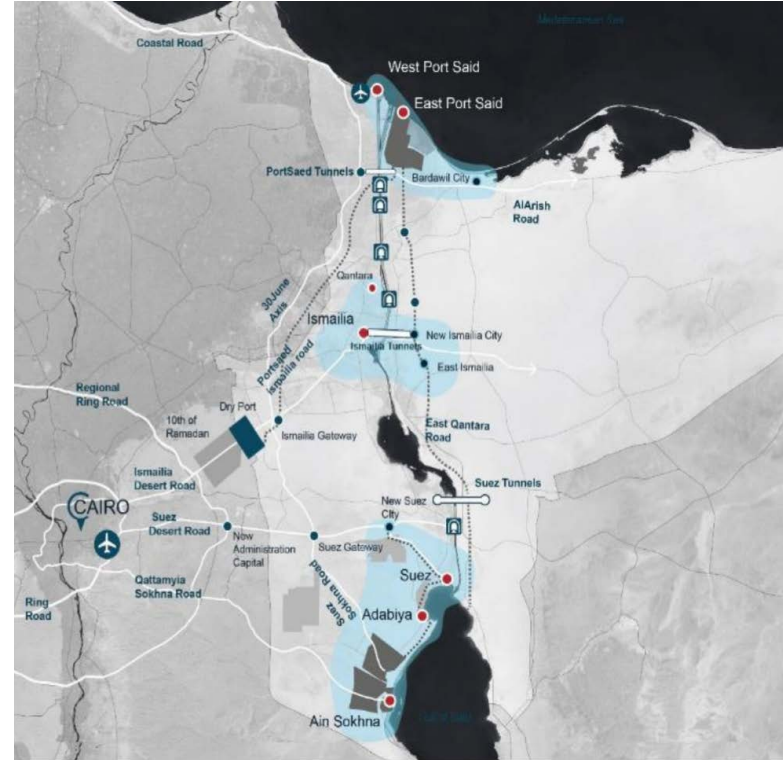 Mediterranean Sea
Coastal Road
West Port Said
East Port Said
PortSaed Tunnels
Bardawil City
AlArish
Road
Qantara
30June
Axis
Ismailia
New Ismailia City
Ismailia Tunnels
Portsaed
ismailia road
East Ismailia
Regional
Ring Road
Dry Port
10th of
Ramadan
Ismailia Gateway
East Qantara
Road
Ismailia
Desert Road
Suez Tunnels
New Suez
City
CAIRO
Suez
Desert Road
New
Administration
Capital
Suez Gateway
Suez
Sokhna Road
Suez
Qattamyia
Sokhna Road
Adabiya
Ring
Road
Ain Sokhna